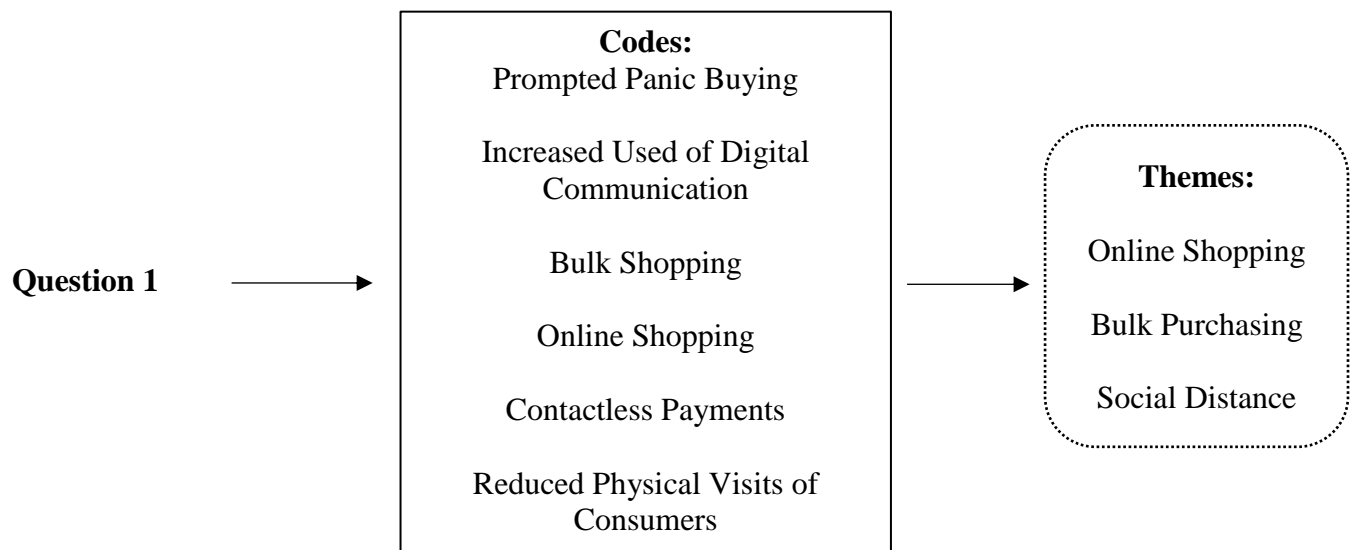 Question 1
Codes:
Prompted Panic Buying
Increased Used of Digital
Communication
Bulk Shopping
Online Shopping
Contactless Payments
Reduced Physical Visits of
Consumers
Themes:
Online Shopping
Bulk Purchasing
Social Distance